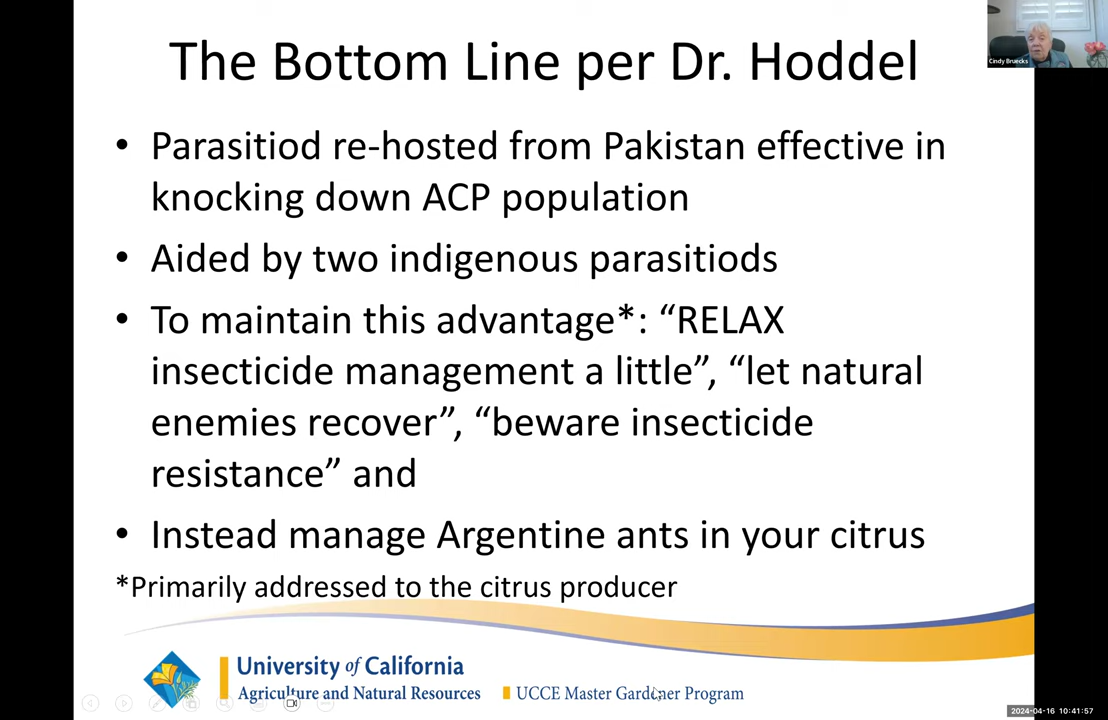 The Bottom Line per Dr. Hoddel
Cindy Bruecks
• Parasitiod re-hosted from Pakistan effective in
knocking down ACP population
• Aided by two indigenous parasitiods
• To maintain this advantage*: “RELAX
insecticide management a little”, “let natural
enemies recover”, “beware insecticide
resistance” and
• Instead manage Argentine ants in your citrus
*Primarily addressed to the citrus producer
University of California
Agriculture and Natural Resources
UCCE Master Gardener Program
2024-04-16 10:41:57